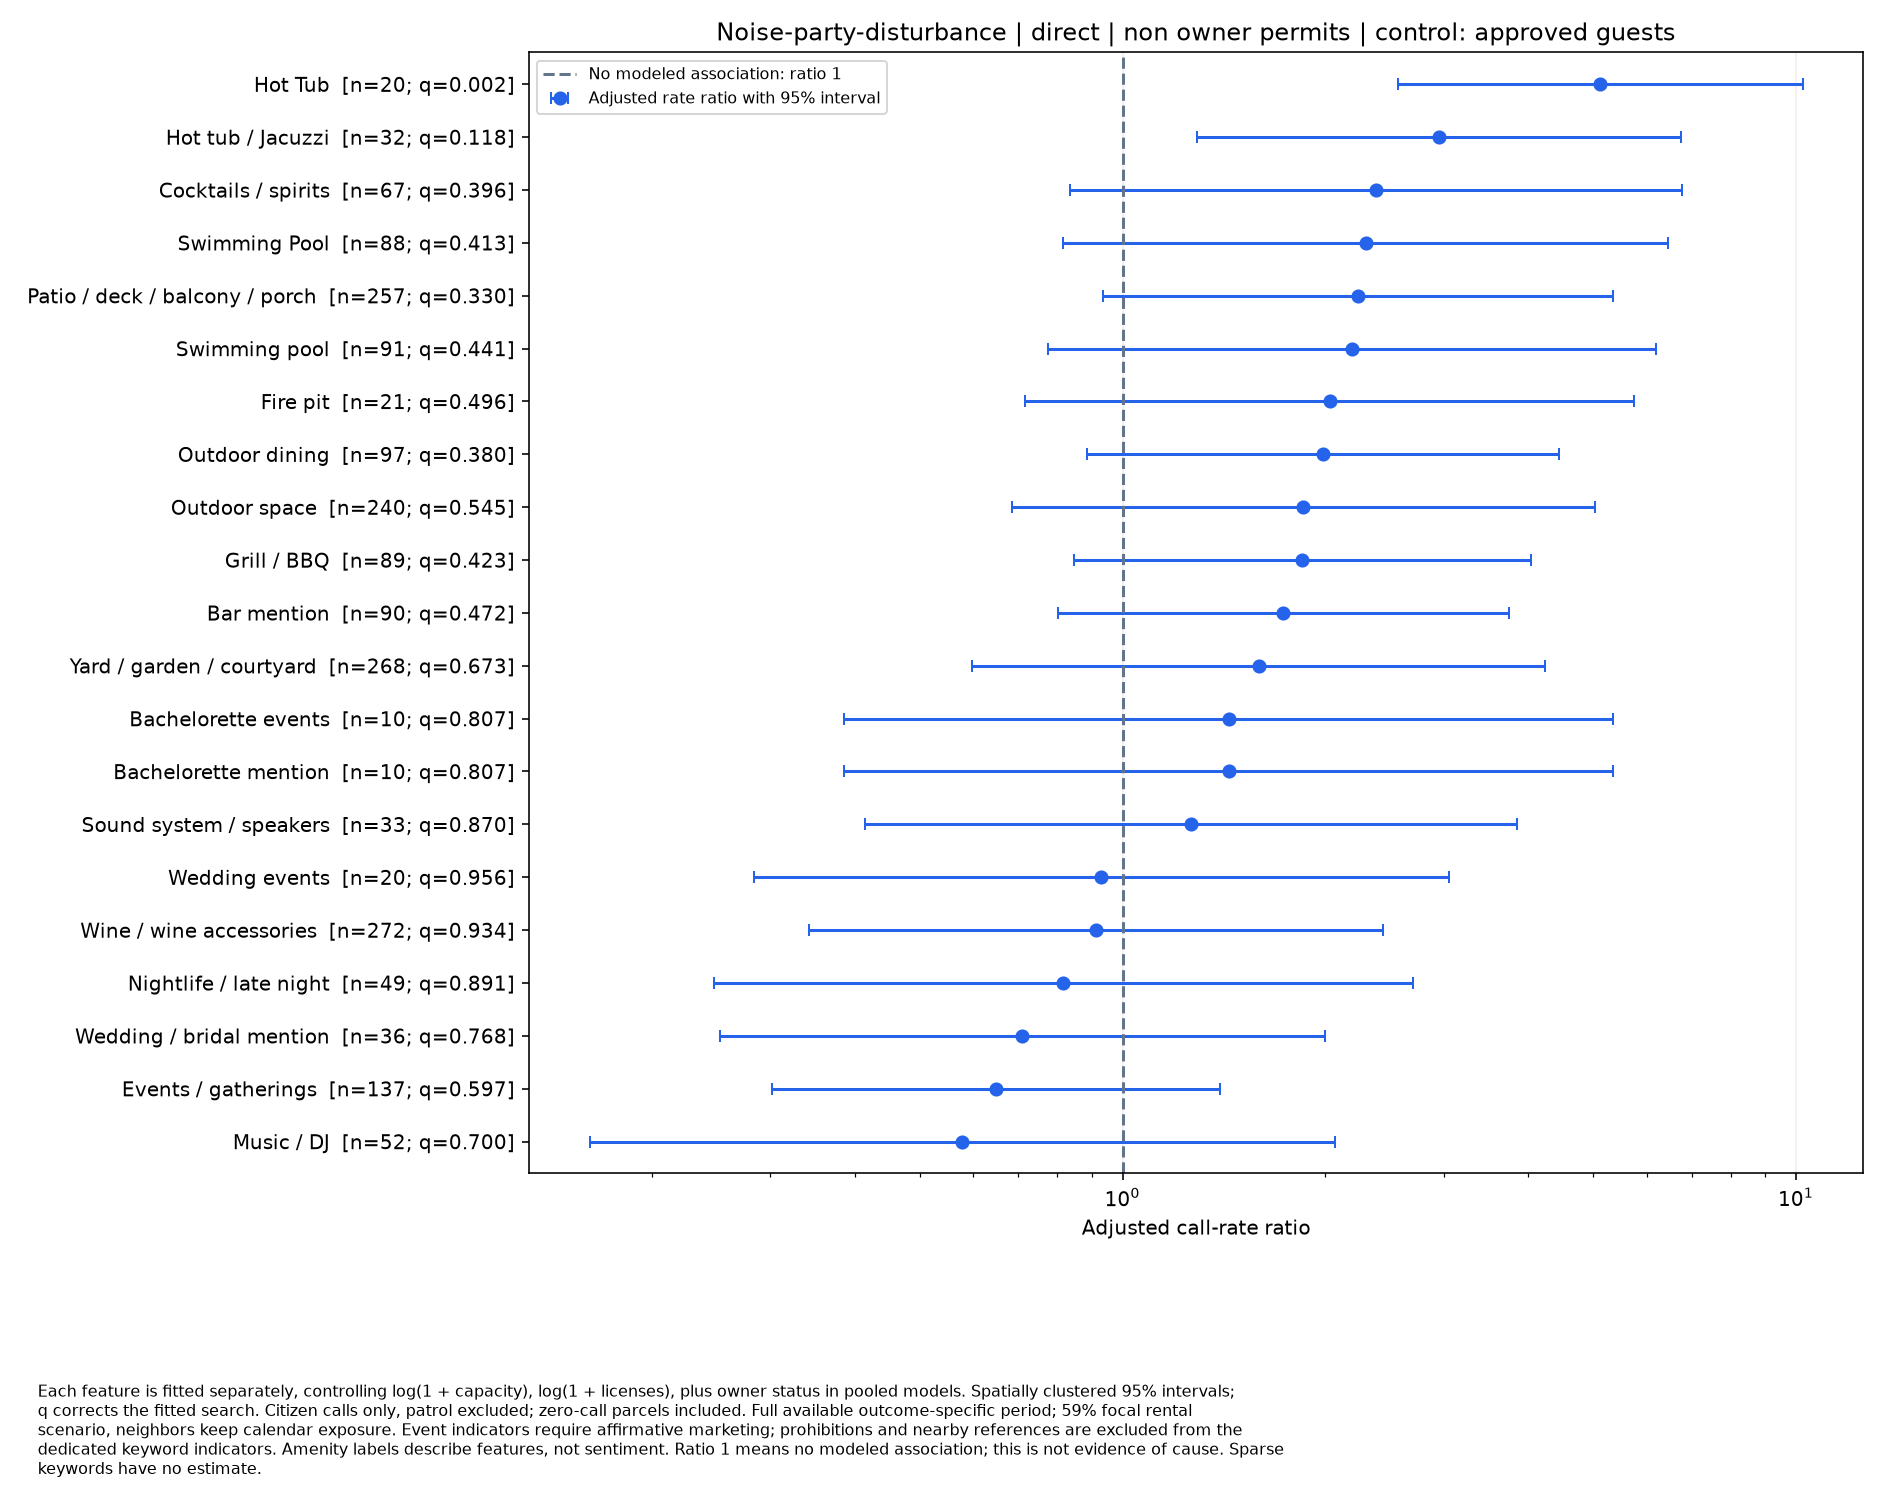 Noise-party-disturbance | direct | non owner permits | control: approved guests
No modeled association: ratio 1
Adjusted rate ratio with 95% interval
Hot Tub [n=20; q=0.002]
Hot tub / Jacuzzi [n=32; q=0.118]
Cocktails / spirits [n=67; q=0.396]
Swimming Pool [n=88; q=0.413]
Patio / deck / balcony / porch [n=257; q=0.330]
Swimming pool [n=91; q=0.441]
Fire pit [n=21; q=0.496]
Outdoor dining [n=97; q=0.380]
Outdoor space [n=240; q=0.545]
Grill / BBQ [n=89; q=0.423]
Bar mention [n=90; q=0.472]
Yard / garden / courtyard [n=268; q=0.673]
Bachelorette events [n=10; q=0.807]
Bachelorette mention [n=10; q=0.807]
Sound system / speakers [n=33; q=0.870]
Wedding events [n=20; q=0.956]
Wine / wine accessories [n=272; q=0.934]
Nightlife / late night [n=49; q=0.891]
Wedding / bridal mention [n=36; q=0.768]
Events / gatherings [n=137; q=0.597]
Music / DJ [n=52; q=0.700]
10⁰ 10¹
Adjusted call-rate ratio
Each feature is fitted separately, controlling log(1 + capacity), log(1 + licenses), plus owner status in pooled models. Spatially clustered 95% intervals;
q corrects the fitted search. Citizen calls only, patrol excluded; zero-call parcels included. Full available outcome-specific period; 59% focal rental
scenario, neighbors keep calendar exposure. Event indicators require affirmative marketing; prohibitions and nearby references are excluded from the
dedicated keyword indicators. Amenity labels describe features, not sentiment. Ratio 1 means no modeled association; this is not evidence of cause. Sparse
keywords have no estimate.